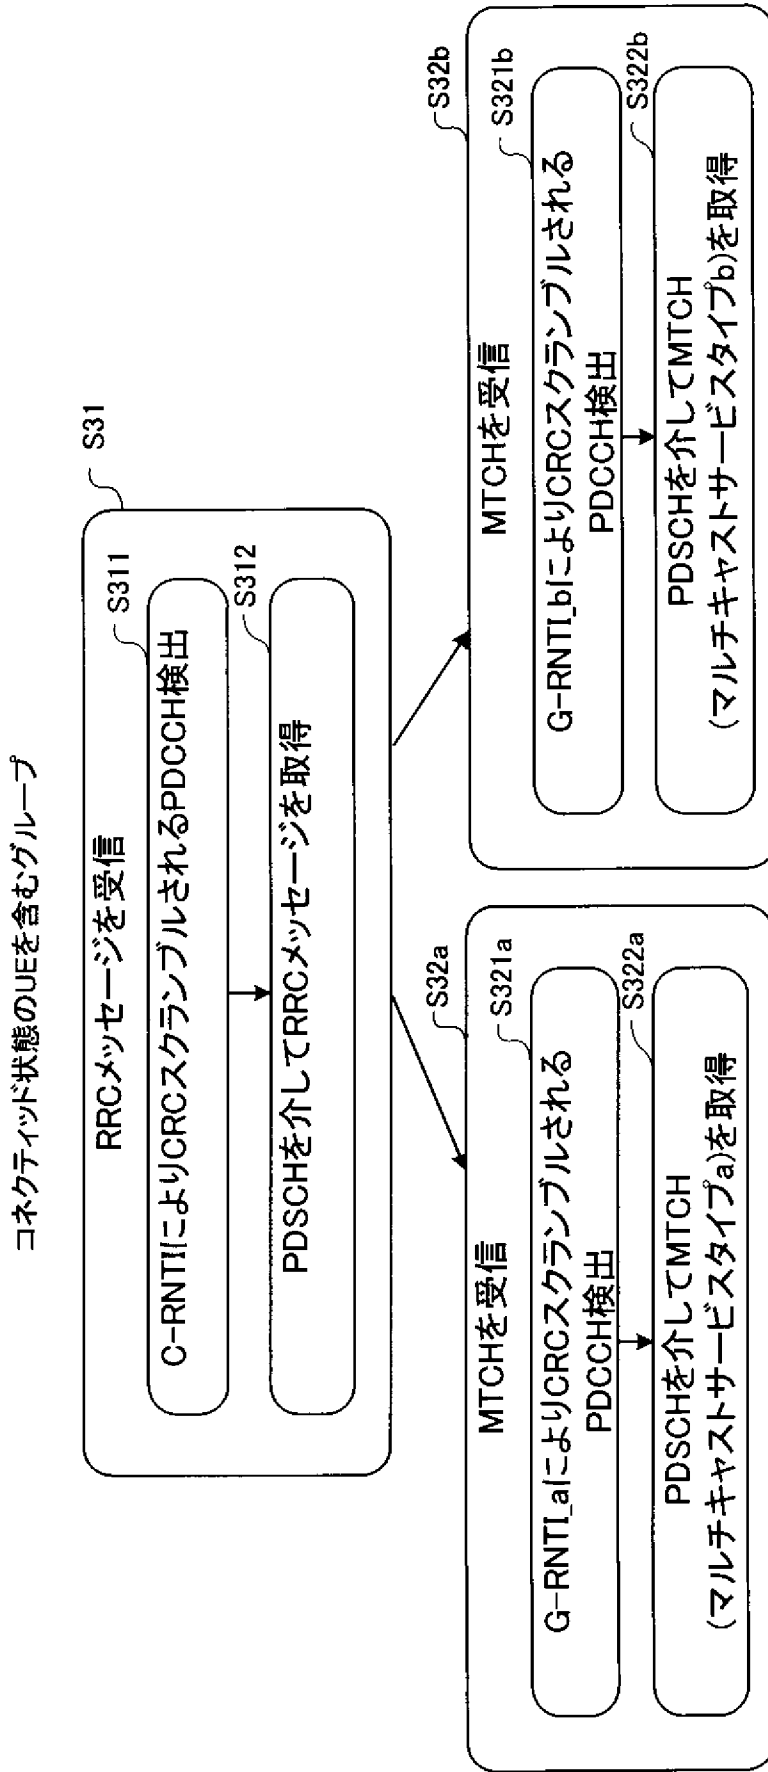 コネクティッド状態のUEを含むグループ
S31
RRCメッセージを受信
S311
C-RNTIによりCRCスクランブルされるPDCCH検出
S312
PDSCHを介してRRCメッセージを取得
S32a
MTCHを受信
S321a
G-RNTI_aによりCRCスクランブルされる
PDCCH検出
S322a
PDSCHを介してMTCH
(マルチキャストサービスタイプa)を取得
S32b
MTCHを受信
S321b
G-RNTI_bによりCRCスクランブルされる
PDCCH検出
S322b
PDSCHを介してMTCH
(マルチキャストサービスタイプb)を取得